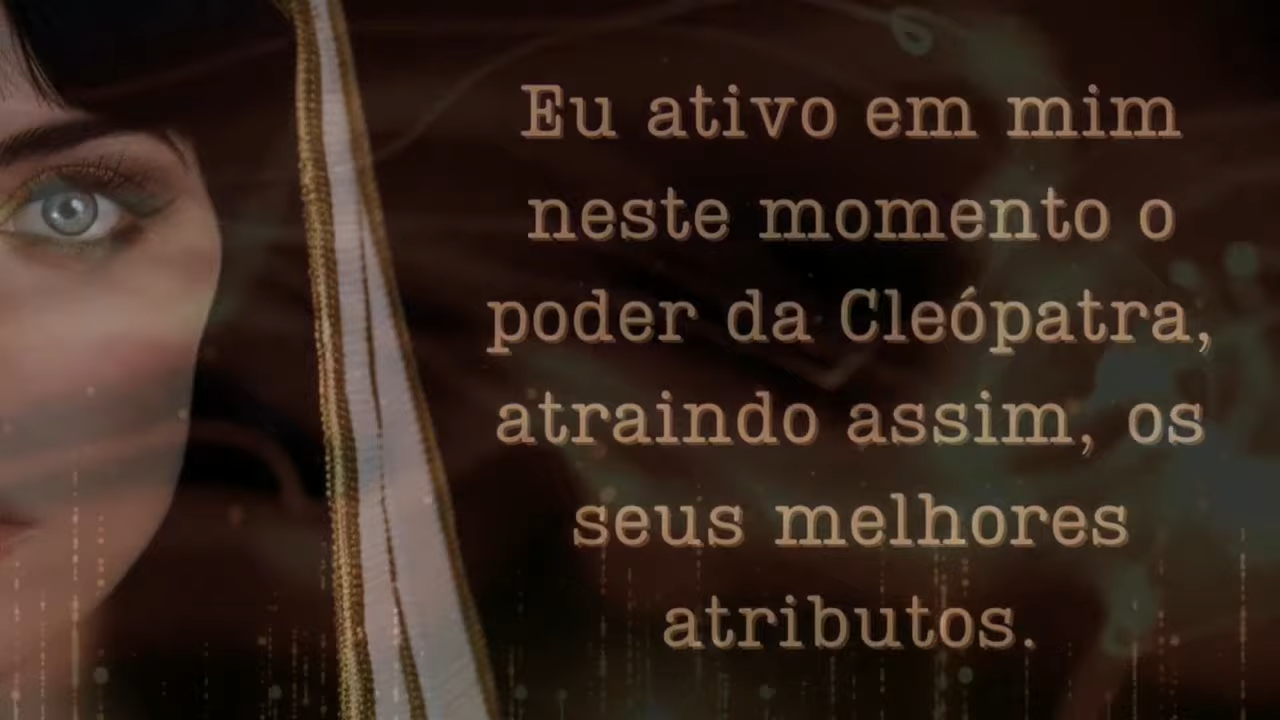 Eu ativo em mim
neste momento o
poder da Cleópatra,
atraindo assim, os
seus melhores
atributos.